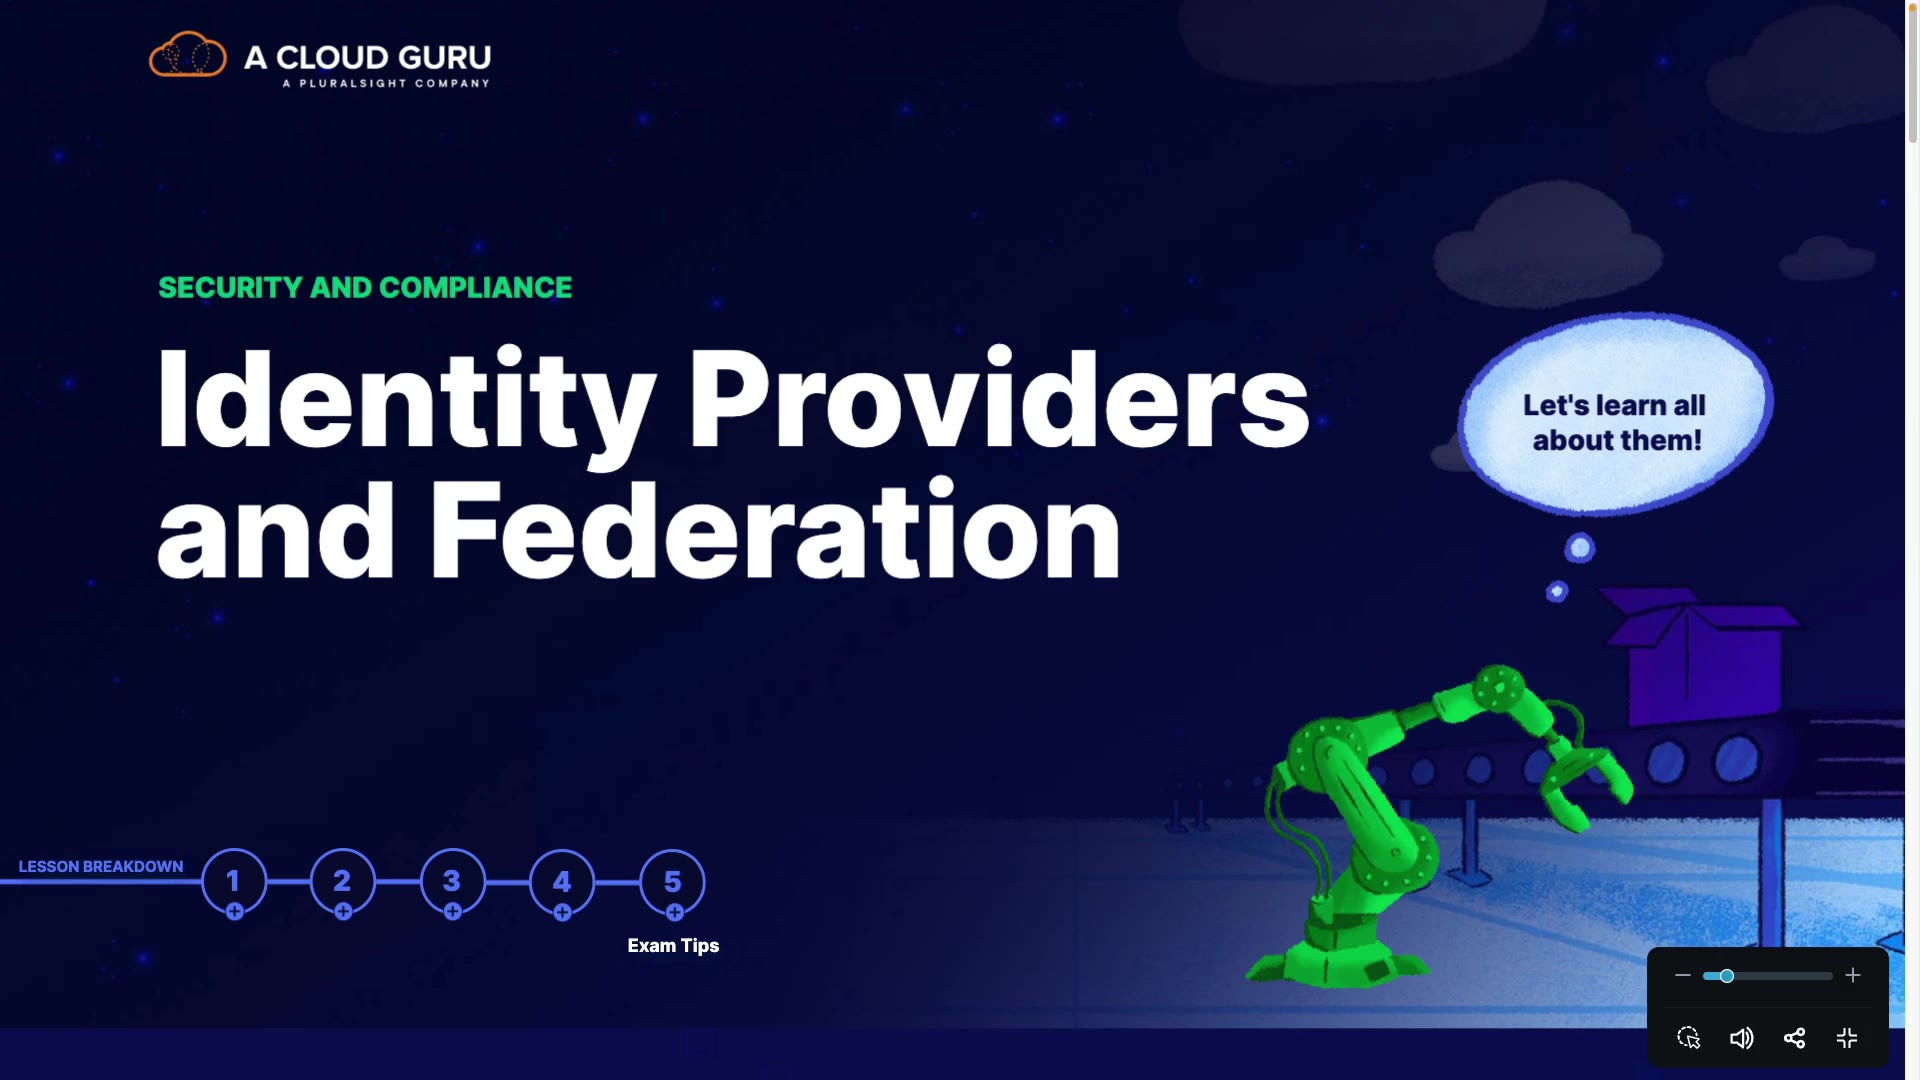 A CLOUD GURU
A PLURALSIGHT COMPANY
SECURITY AND COMPLIANCE
Identity Providers
and Federation
Let's learn all
about them!
LESSON BREAKDOWN
1
2
3
4
5
Exam Tips